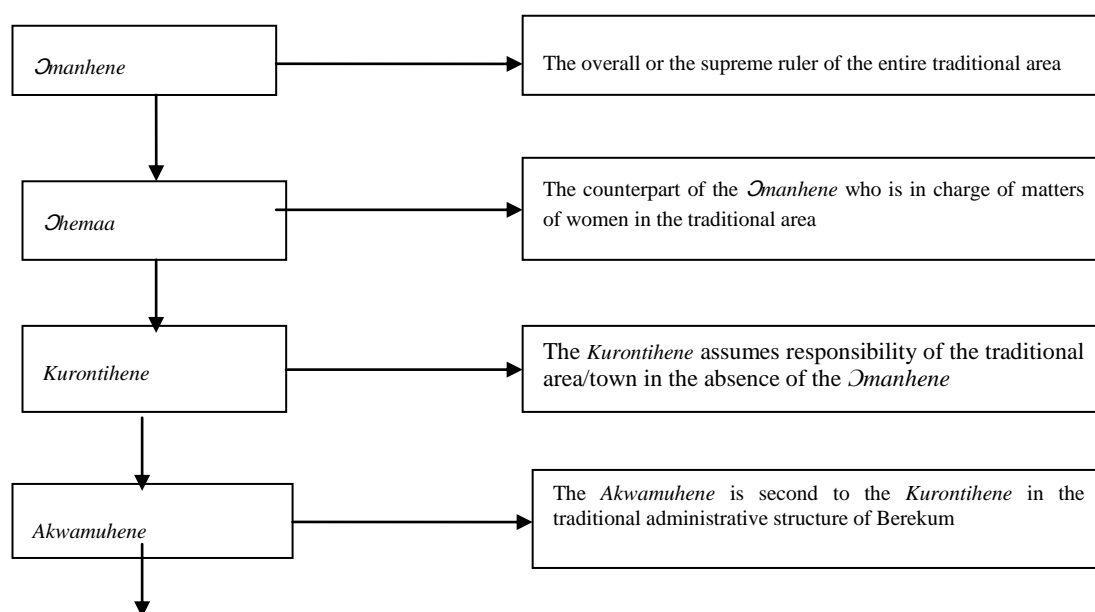 Ɔmanhene
The overall or the supreme ruler of the entire traditional area
Ɔhemaa
The counterpart of the Ɔmanhene who is in charge of matters
of women in the traditional area
Kurontihene
The Kurontihene assumes responsibility of the traditional
area/town in the absence of the Ɔmanhene
Akwamuhene
The Akwamuhene is second to the Kurontihene in the
traditional administrative structure of Berekum